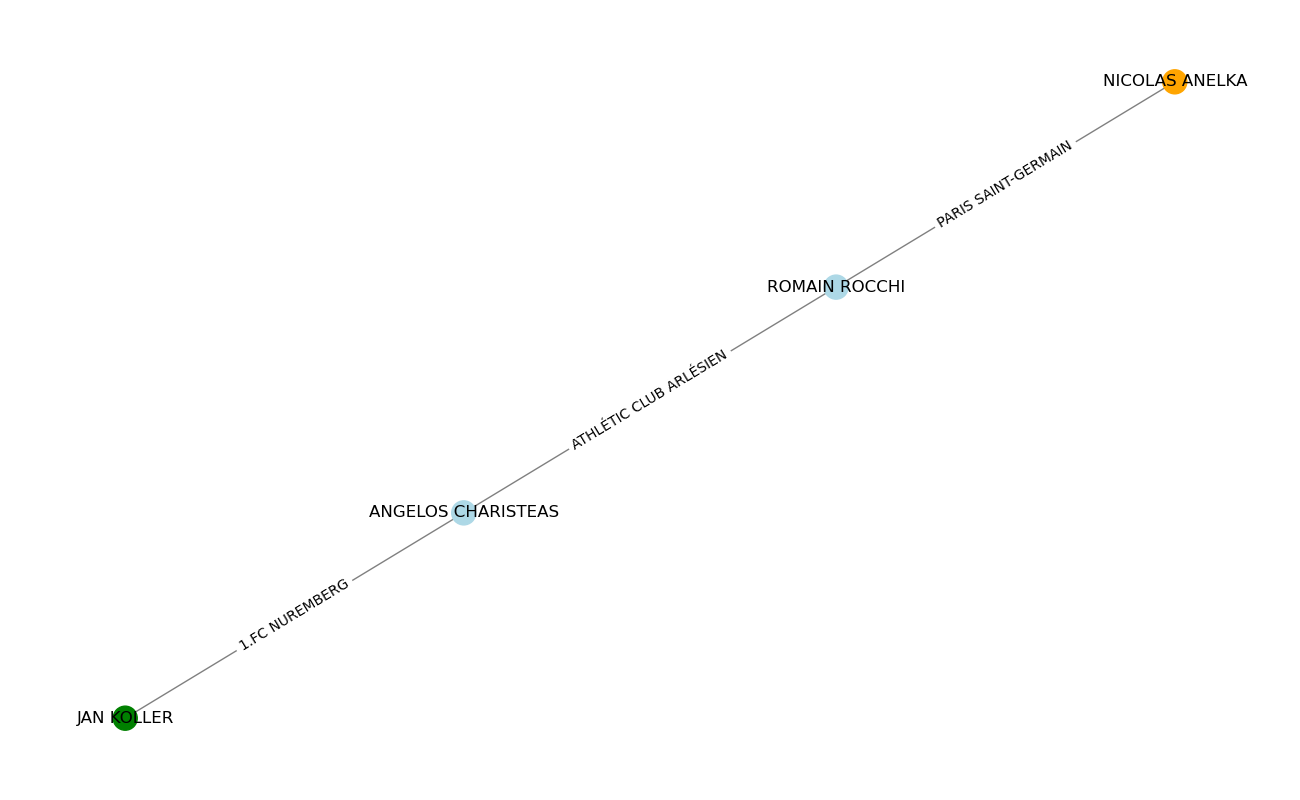 NICOLAS ANELKA
PARIS SAINT-GERMAIN
ROMAIN ROCCHI
ATHLÉTIC CLUB ARLÉSIEN
ANGELOS CHARISTEAS
1.FC NUREMBERG
JAN KOLLER